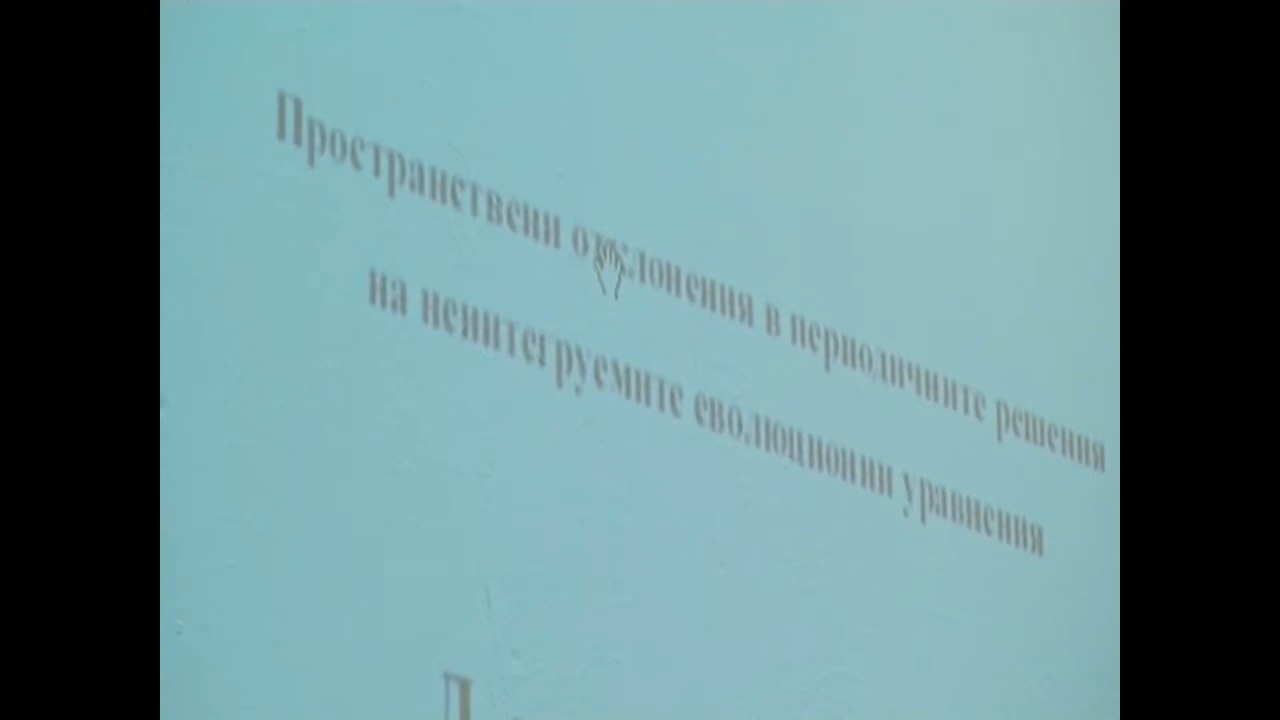 Пространствени отклонения в периодичните решения
на неинтегруемите еволюционни уравнения